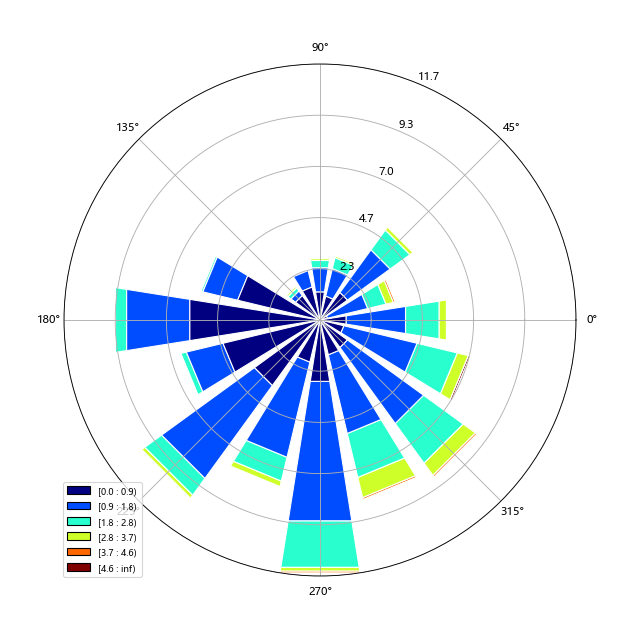 90°
11.7
135°
9.3
45°
7.0
4.7
2.3
180°
0°
[0.0 : 0.9)
[0.9 : 1.8)
225°
315°
[1.8 : 2.8)
[2.8 : 3.7)
[3.7 : 4.6)
[4.6 : inf)
270°